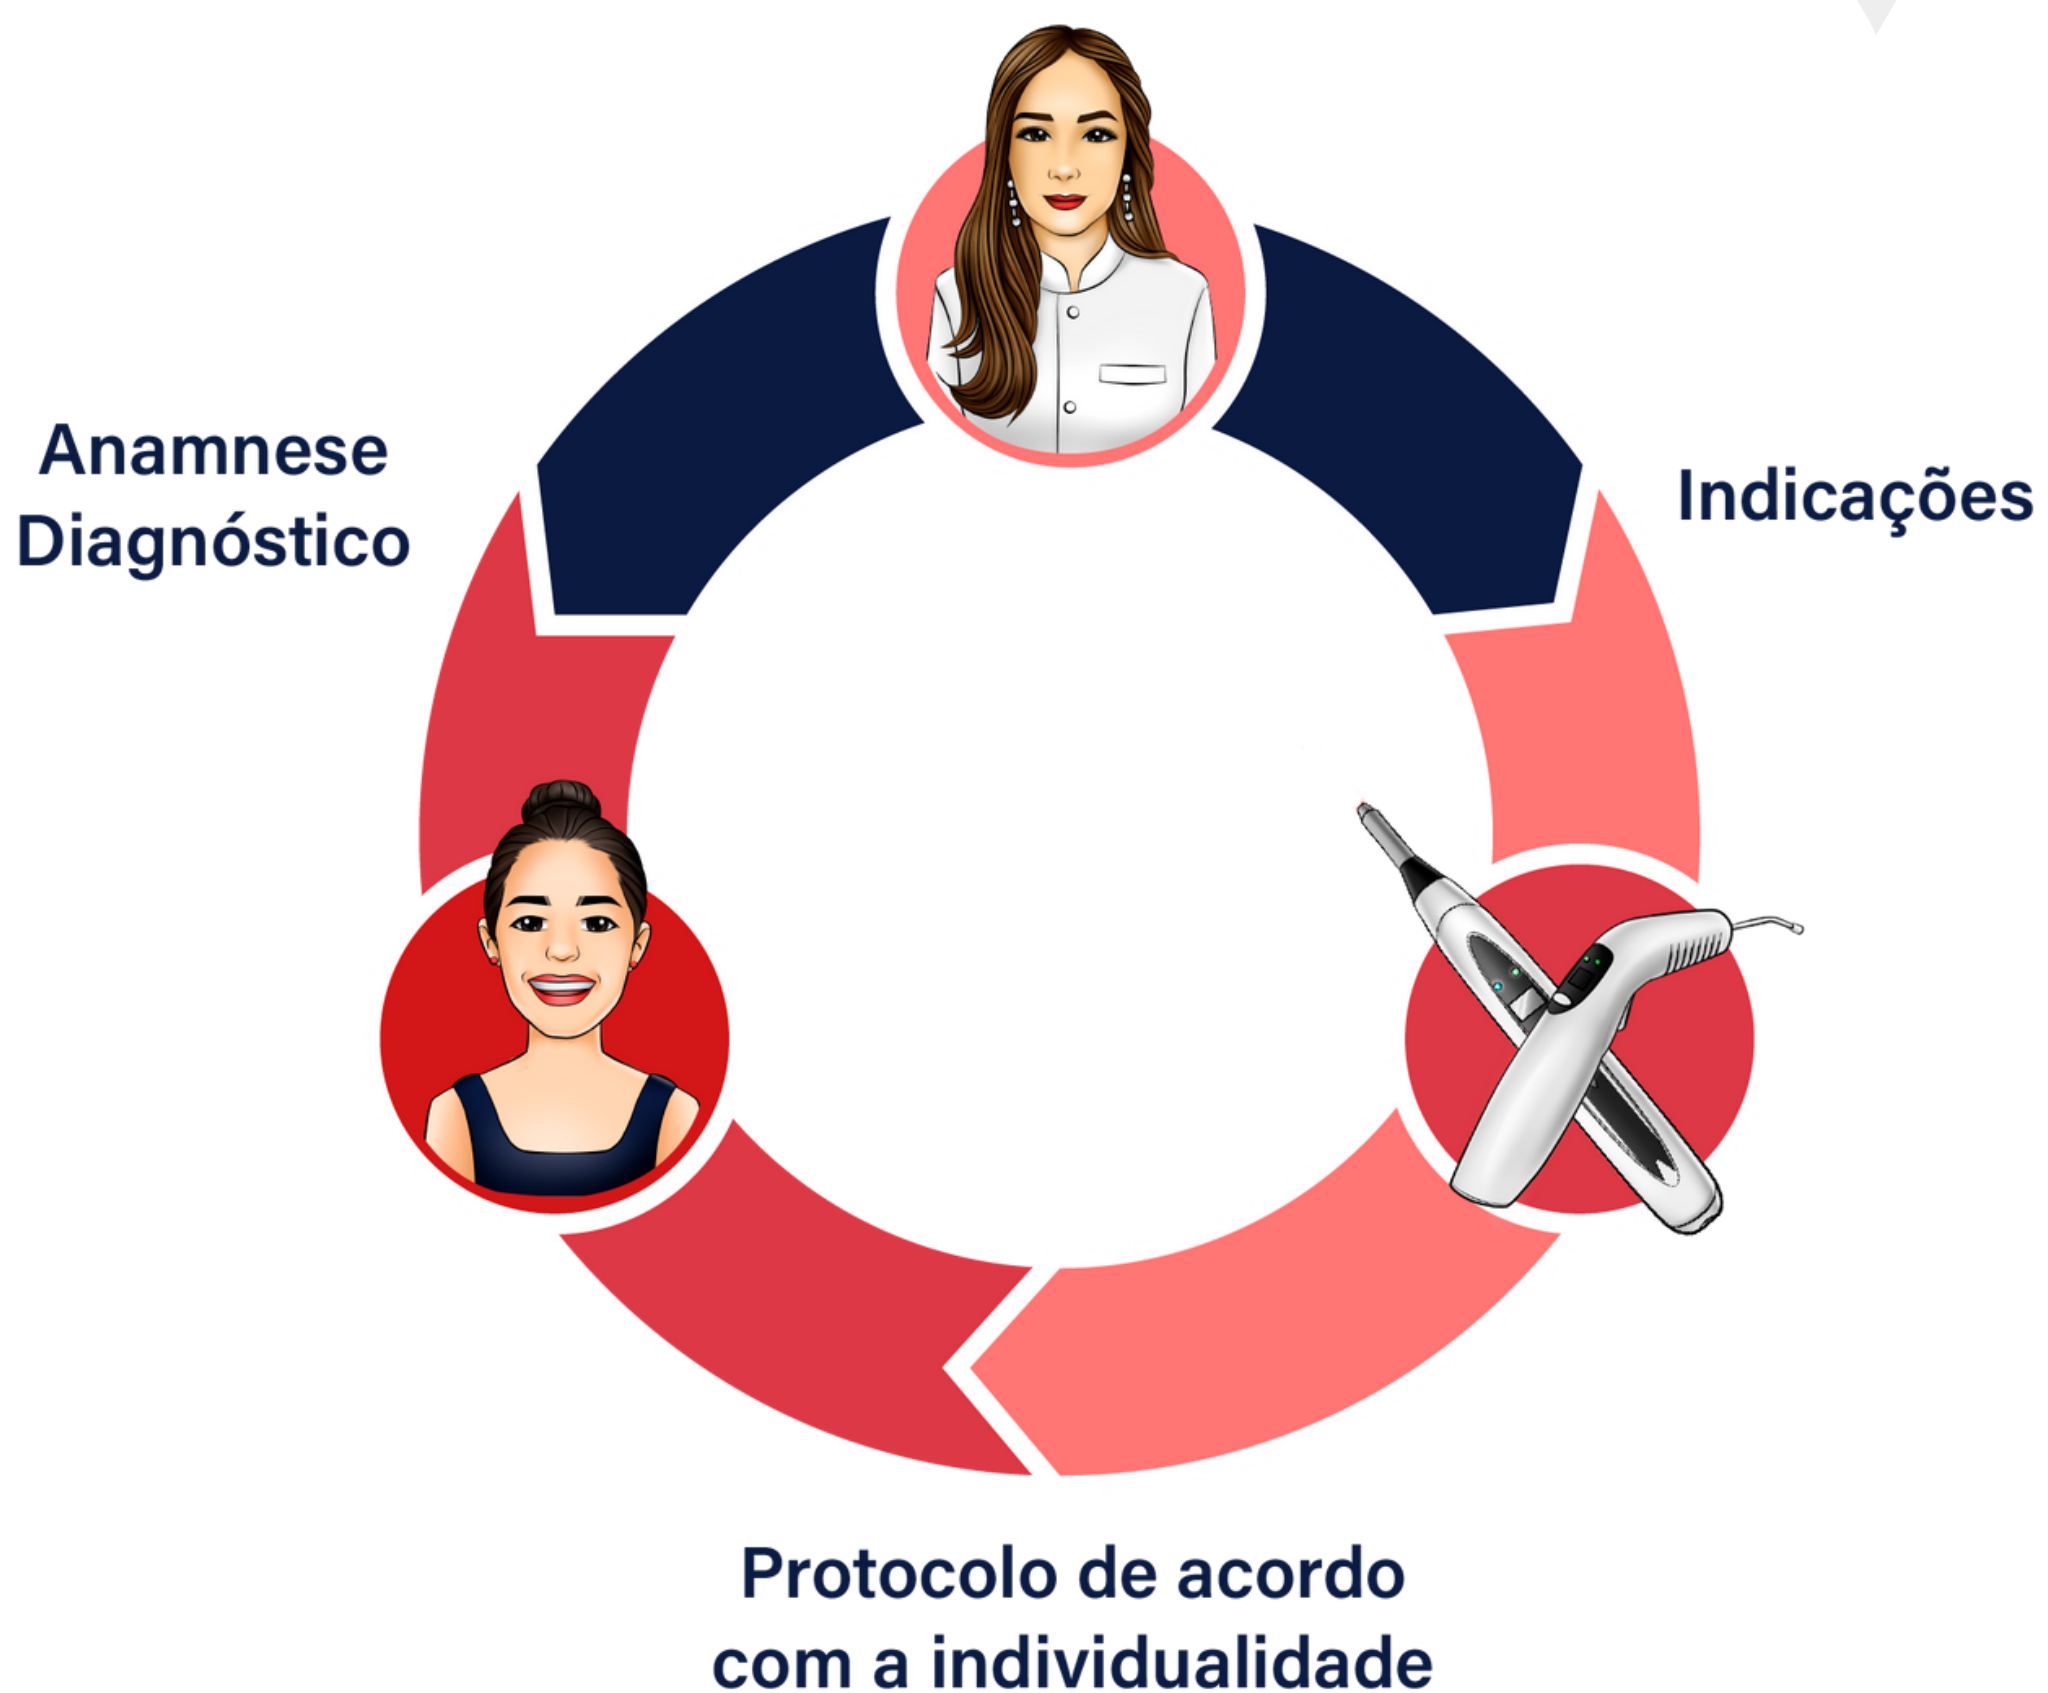 Anamnese
Diagnóstico
Indicações
Protocolo de acordo
com a individualidade